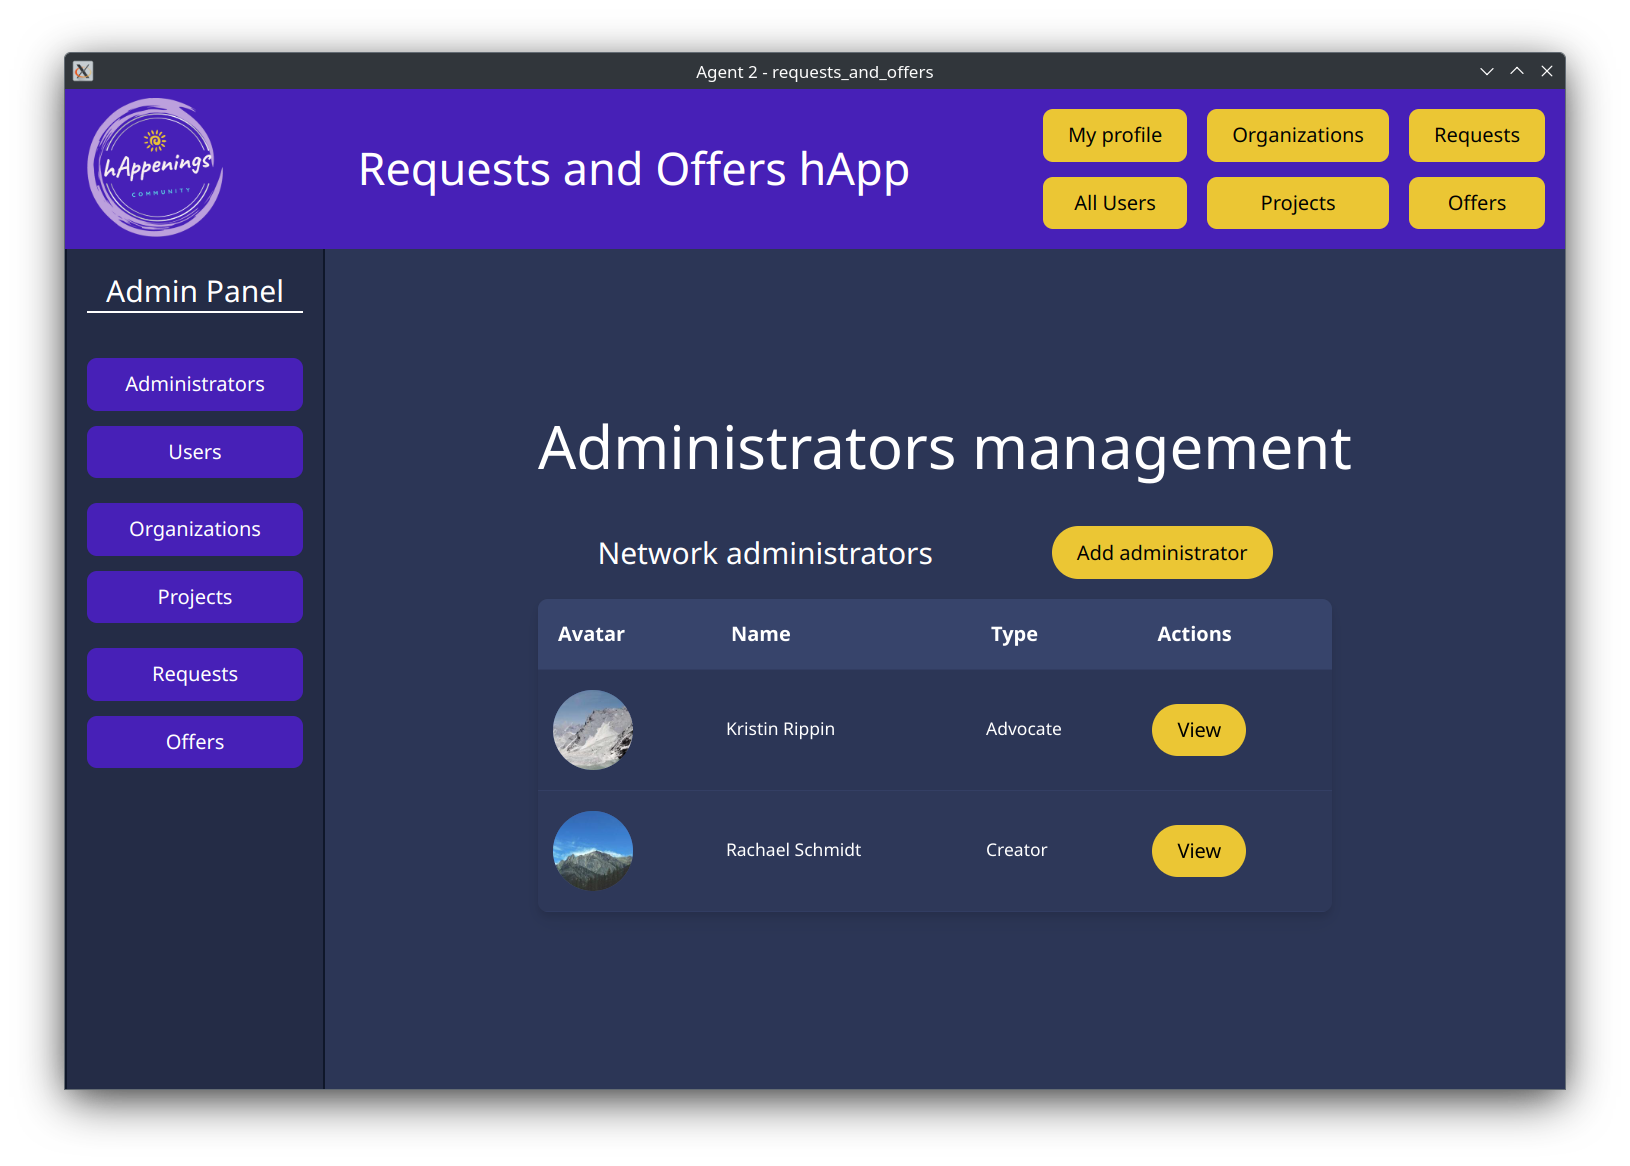 Agent 2 - requests_and_offers
hAppenings
COMMUNITY
Requests and Offers hApp
My profile
Organizations
Requests
All Users
Projects
Offers
Admin Panel
Administrators
Users
Organizations
Projects
Requests
Offers
Administrators management
Network administrators
Add administrator
Avatar Name Type Actions
Kristin Rippin Advocate View
Rachael Schmidt Creator View